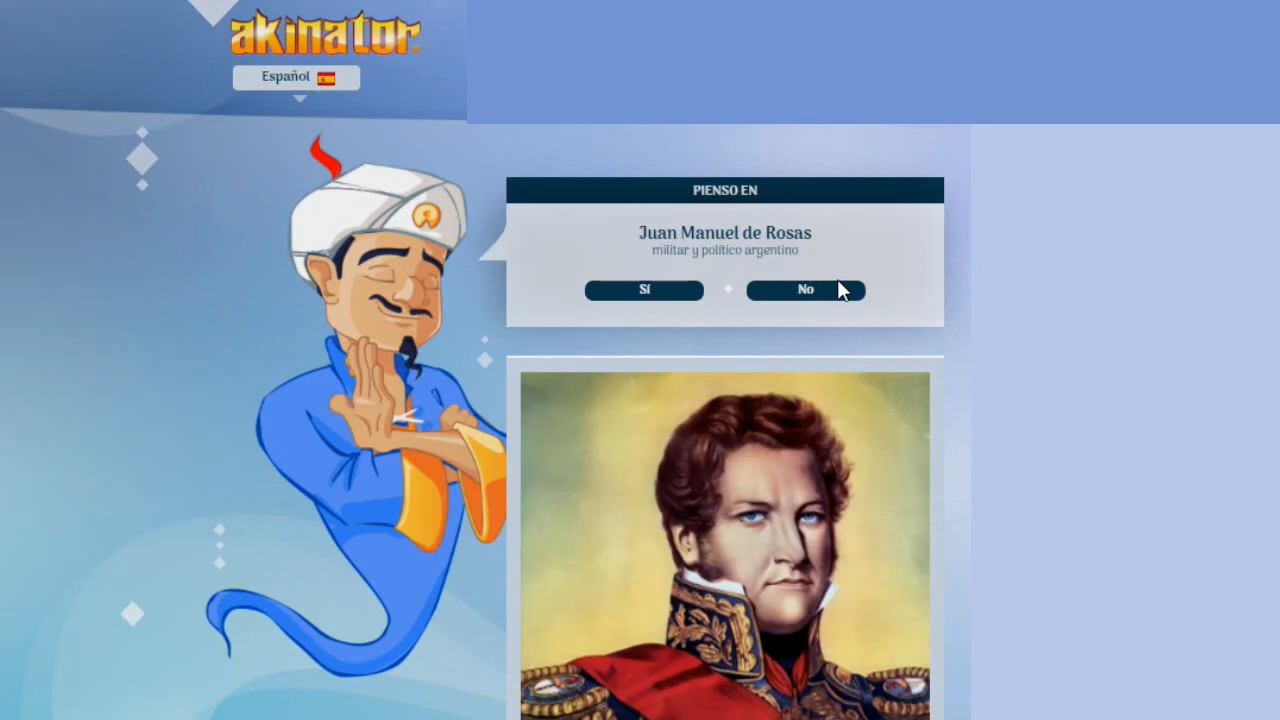 akinator
Español
PIENSO EN
Juan Manuel de Rosas
militar y político argentino
Sí
No